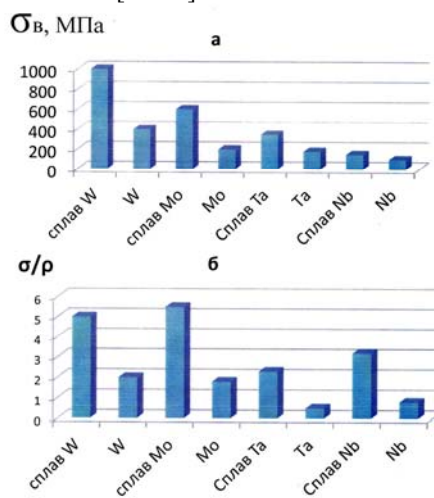 σв, МПа
а
1000
800
600
400
200
0
сплав W
W
сплав Mo
Mo
Сплав Ta
Ta
Сплав Nb
Nb
σ/ρ
б
6
5
4
3
2
1
0
сплав W
W
сплав Mo
Mo
Сплав Ta
Ta
Сплав Nb
Nb